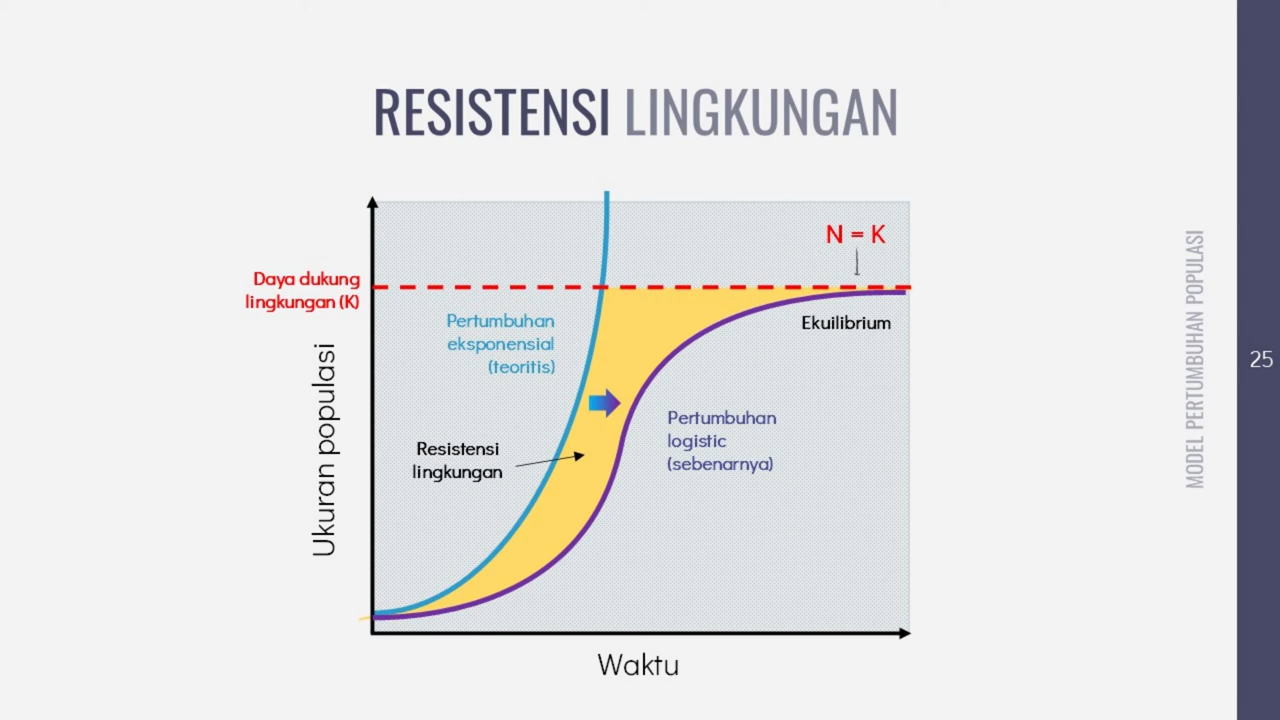 RESISTENSI LINGKUNGAN
N = K
Daya dukung
lingkungan (K)
Pertumbuhan
eksponensial
(teoritis)
Ekuilibrium
Ukuran populasi
Resistensi
lingkungan
Pertumbuhan
logistic
(sebenarnya)
Waktu
MODEL PERTUMBUHAN POPULASI
25